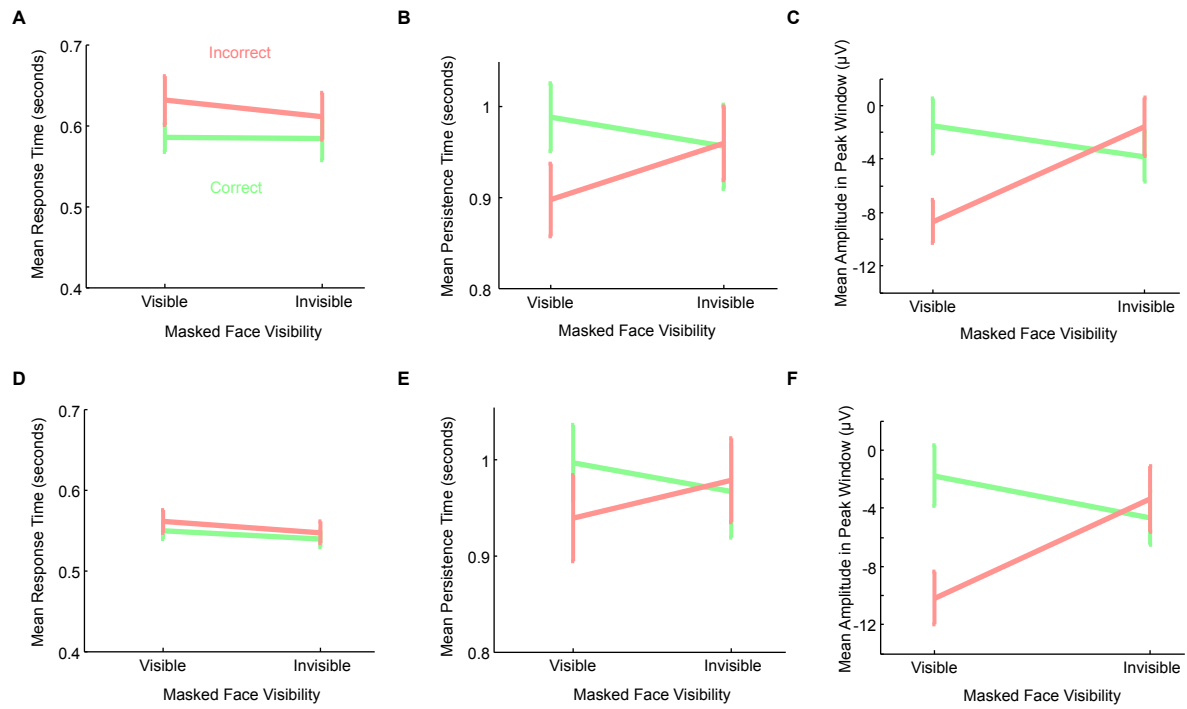 A
Mean Response Time (seconds)
0.7
0.6
0.5
0.4
Incorrect
Correct
Visible
Invisible
Masked Face Visibility
B
Mean Persistence Time (seconds)
1
0.9
0.8
Visible
Invisible
Masked Face Visibility
C
Mean Amplitude in Peak Window (µV)
0
-4
-8
-12
Visible
Invisible
Masked Face Visibility
D
Mean Response Time (seconds)
0.7
0.6
0.5
0.4
Visible
Invisible
Masked Face Visibility
E
Mean Persistence Time (seconds)
1
0.9
0.8
Visible
Invisible
Masked Face Visibility
F
Mean Amplitude in Peak Window (µV)
0
-4
-8
-12
Visible
Invisible
Masked Face Visibility